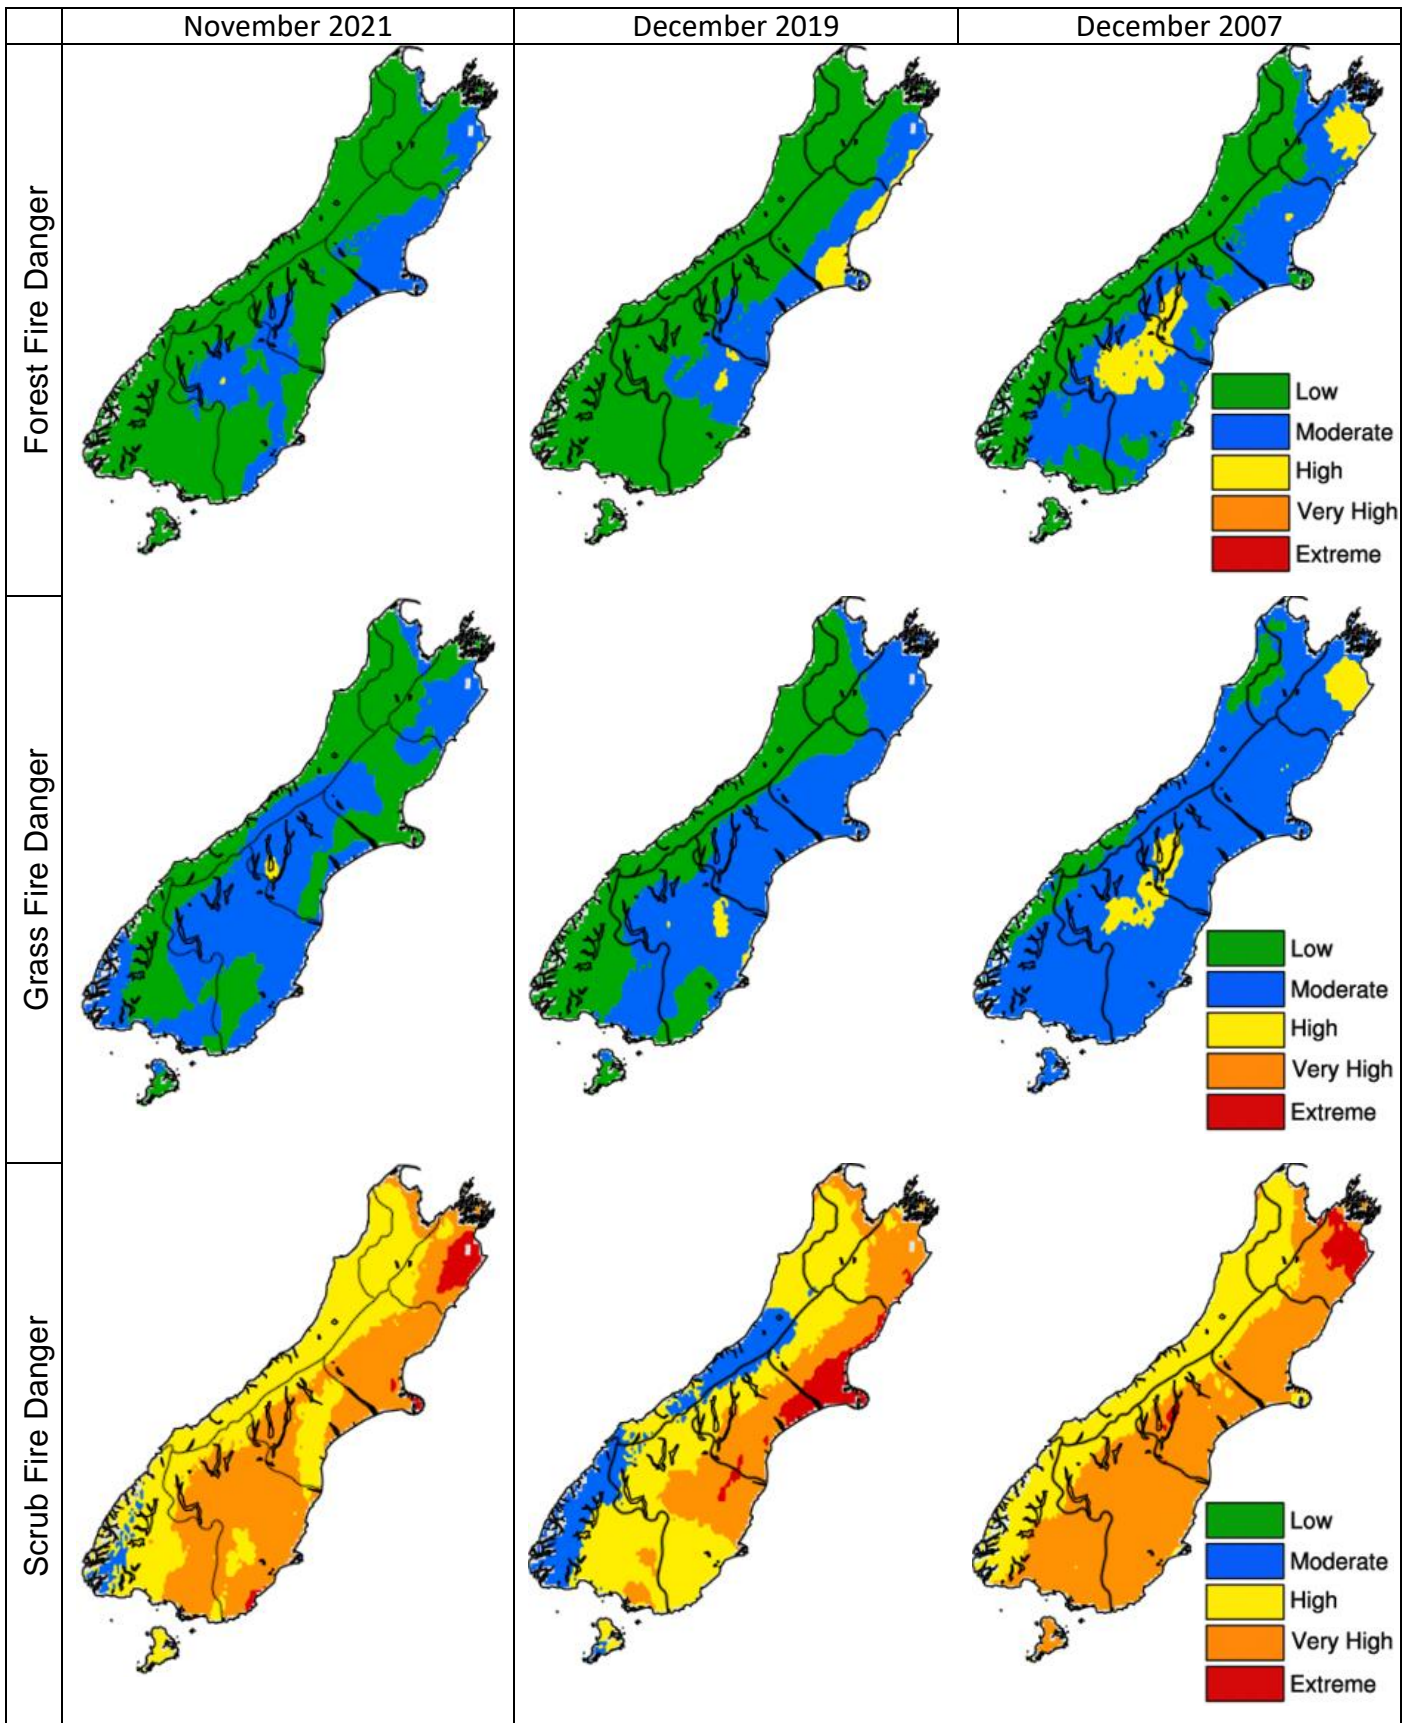 November 2021
December 2019
December 2007
Forest Fire Danger
Low
Moderate
High
Very High
Extreme
Grass Fire Danger
Low
Moderate
High
Very High
Extreme
Scrub Fire Danger
Low
Moderate
High
Very High
Extreme